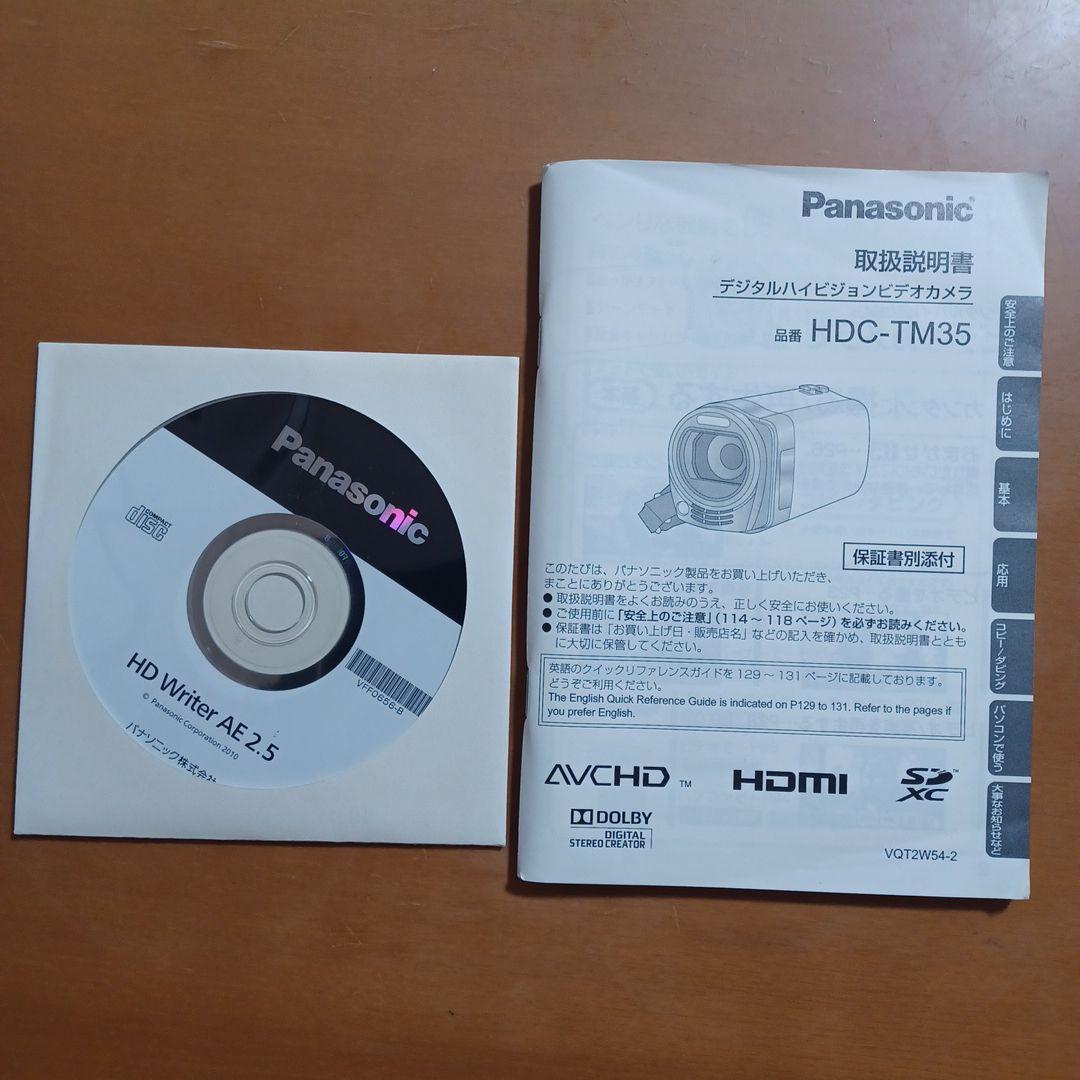 Panasonic
COMPACT
disc
VFF0656-B
HD Writer AE 2.5
© Panasonic Corporation 2010
パナソニック株式会社
Panasonic
取扱説明書
デジタルハイビジョンビデオカメラ
品番 HDC-TM35
保証書別添付
このたびは、パナソニック製品をお買い上げいただき、
まことにありがとうございます。
● 取扱説明書をよくお読みのうえ、正しく安全にお使いください。
● ご使用前に「安全上のご注意」(114～118ページ)を必ずお読みください。
● 保証書は「お買い上げ日・販売店名」などの記入を確かめ、取扱説明書ととも
に大切に保管してください。
英語のクイックリファレンスガイドを 129～131 ページに記載しております。
どうぞご利用ください。
The English Quick Reference Guide is indicated on P129 to 131. Refer to the pages if
you prefer English.
AVCHD TM
HDMI
SD TM
XC
DOLBY
DIGITAL
STEREO CREATOR
VQT2W54-2
安全上のご注意
はじめに
基本
応用
コピー/ダビング
パソコンで使う
大事なお知らせなど